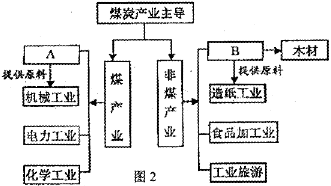 煤炭产业主导
A
提供原料
机械工业
电力工业
化学工业
煤产业
非煤产业
B
木材
提供原料
造纸工业
食品加工业
工业旅游
图2